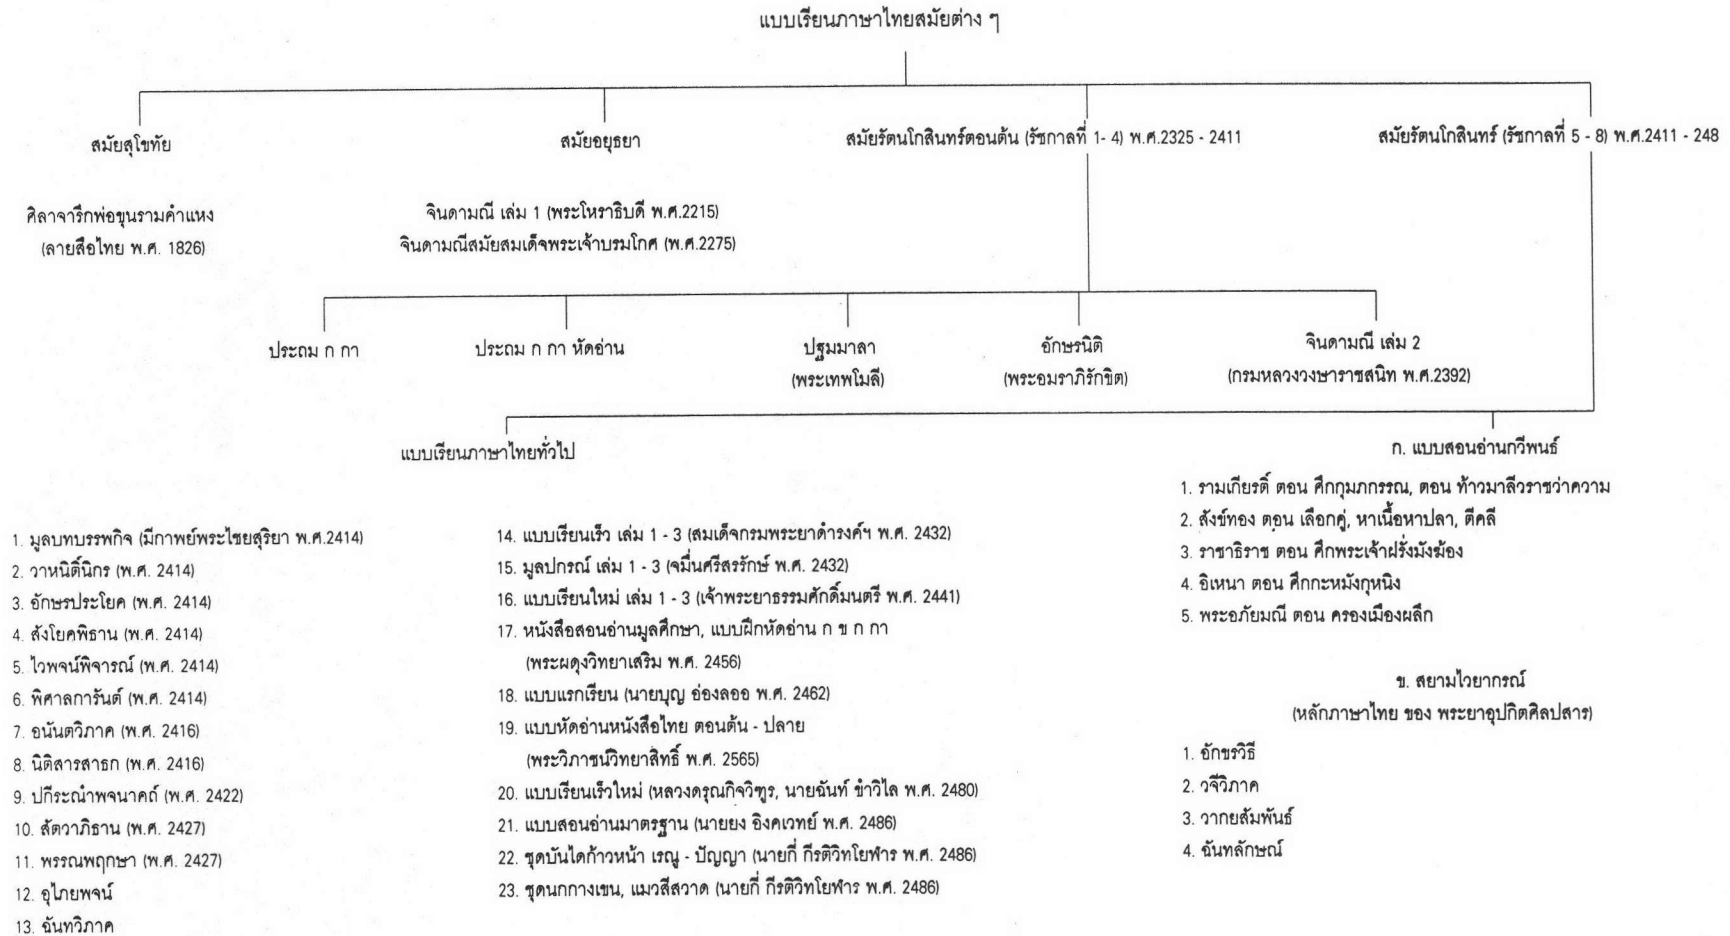 แบบเรียนภาษาไทยสมัยต่าง ๆ
สมัยสุโขทัย
สมัยอยุธยา
สมัยรัตนโกสินทร์ตอนต้น (รัชกาลที่ 1- 4) พ.ศ.2325 - 2411
สมัยรัตนโกสินทร์ (รัชกาลที่ 5 - 8) พ.ศ.2411 - 248
ศิลาจารึกพ่อขุนรามคำแหง
(ลายสือไทย พ.ศ. 1826)
จินดามณี เล่ม 1 (พระโหราธิบดี พ.ศ.2215)
จินดามณีสมัยสมเด็จพระเจ้าบรมโกศ (พ.ศ.2275)
ประถม ก กา
ประถม ก กา หัดอ่าน
ปฐมมาลา
(พระเทพโมลี)
อักษรนิติ
(พระอมราภิรักขิต)
จินดามณี เล่ม 2
(กรมหลวงวงษาราชสนิท พ.ศ.2392)
แบบเรียนภาษาไทยทั่วไป
1. มูลบทบรรพกิจ (มีกาพย์พระไชยสุริยา พ.ศ.2414)
2. วาหนิติ์นิกร (พ.ศ. 2414)
3. อักษรประโยค (พ.ศ. 2414)
4. สังโยคพิธาน (พ.ศ. 2414)
5. ไวพจน์พิจารณ์ (พ.ศ. 2414)
6. พิศาลการันต์ (พ.ศ. 2414)
7. อนันตวิภาค (พ.ศ. 2416)
8. นิติสารสาธก (พ.ศ. 2416)
9. ปกีระณำพจนาดถ์ (พ.ศ. 2422)
10. สัตวาภิธาน (พ.ศ. 2427)
11. พรรณพฤกษา (พ.ศ. 2427)
12. อุไภยพจน์
13. ฉันทวิภาค
14. แบบเรียนเร็ว เล่ม 1 - 3 (สมเด็จกรมพระยาดำรงค์ฯ พ.ศ. 2432)
15. มูลปกรณ์ เล่ม 1 - 3 (จมื่นศรีสรรักษ์ พ.ศ. 2432)
16. แบบเรียนใหม่ เล่ม 1 - 3 (เจ้าพระยาธรรมศักดิ์มนตรี พ.ศ. 2441)
17. หนังสือสอนอ่านมูลศึกษา, แบบฝึกหัดอ่าน ก ข ก กา
(พระผดุงวิทยาเสริม พ.ศ. 2456)
18. แบบแรกเรียน (นายบุญ อ่องลออ พ.ศ. 2462)
19. แบบหัดอ่านหนังสือไทย ตอนต้น - ปลาย
(พระวิภาชน์วิทยาสิทธิ์ พ.ศ. 2565)
20. แบบเรียนเร็วใหม่ (หลวงดรุณกิจวิฑูร, นายฉันท์ ขำวิไล พ.ศ. 2480)
21. แบบสอนอ่านมาตรฐาน (นายยง อิงคเวทย์ พ.ศ. 2486)
22. ชุดบันไดก้าวหน้า เรณู - ปัญญา (นายกี่ กีรติวิทโยฬาร พ.ศ. 2486)
23. ชุดนกกางเขน, แมวสีสวาด (นายกี่ กีรติวิทโยฬาร พ.ศ. 2486)
ก. แบบสอนอ่านกวีพนธ์
1. รามเกียรติ์ ตอน ศึกกุมภกรรณ, ตอน ท้าวมาลีวราชว่าความ
2. สังข์ทอง ตอน เลือกคู่, หาเนื้อหาปลา, ตีคลี
3. ราชาธิราช ตอน ศึกพระเจ้าฝรั่งมังฆ้อง
4. อิเหนา ตอน ศึกกะหมังกุหนิง
5. พระอภัยมณี ตอน ครองเมืองผลึก
ข. สยามไวยากรณ์
(หลักภาษาไทย ของ พระยาอุปกิตศิลปสาร)
1. อักขรวิธี
2. วจีวิภาค
3. วากยสัมพันธ์
4. ฉันทลักษณ์